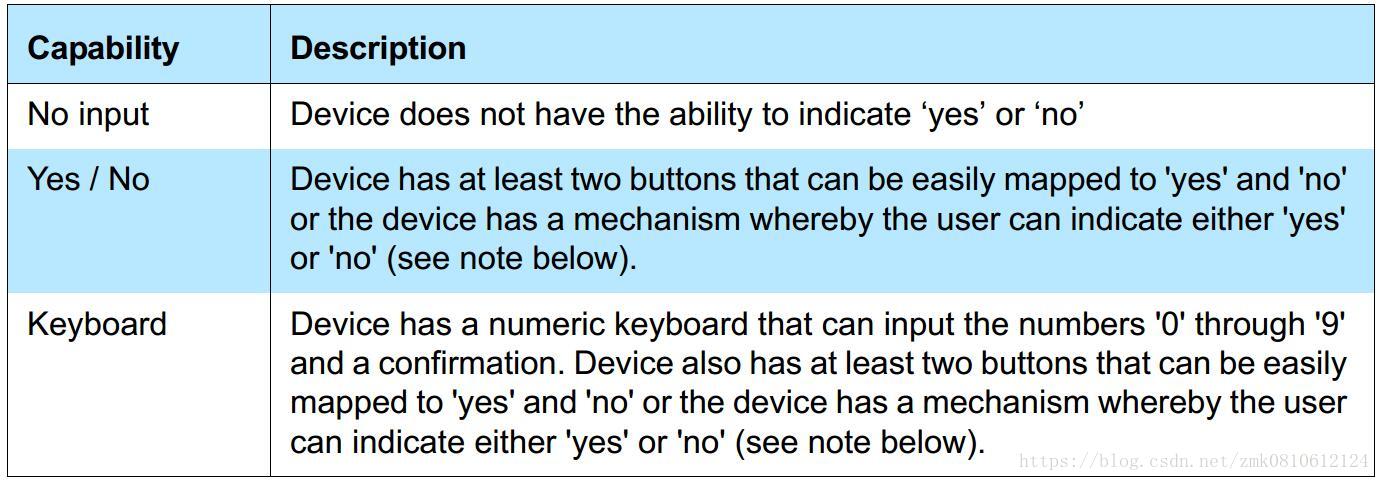 Capability Description
No input Device does not have the ability to indicate ‘yes’ or ‘no’
Yes / No Device has at least two buttons that can be easily mapped to 'yes' and 'no'
or the device has a mechanism whereby the user can indicate either 'yes'
or 'no' (see note below).
Keyboard Device has a numeric keyboard that can input the numbers '0' through '9'
and a confirmation. Device also has at least two buttons that can be easily
mapped to 'yes' and 'no' or the device has a mechanism whereby the user
can indicate either 'yes' or 'no' (see note below).
https://blog.csdn.net/zmk0810612124